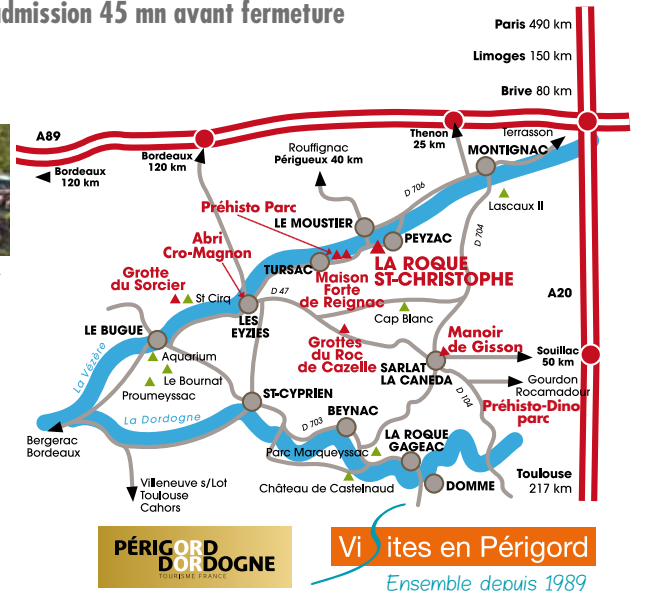 admission 45 mn avant fermeture
Paris 490 km
Limoges 150 km
Brive 80 km
A89
Bordeaux
120 km
Bordeaux
120 km
Rouffignac
Périgueux 40 km
Thenon
25 km
Terrasson
MONTIGNAC
D 706
Lascaux II
Préhisto Parc
LE MOUSTIER
PEYZAC
D 704
Abri
Cro-Magnon
TURSAC
LA ROQUE
ST-CHRISTOPHE
Grotte
du Sorcier
St Cirq
Maison
Forte
de Reignac
D 47
A20
LES
EYZIES
Cap Blanc
LE BUGUE
Grottes
du Roc
de Cazelle
Manoir
de Gisson
Souillac
50 km
La Vézère
Aquarium
Le Bournat
Proumeyssac
SARLAT
LA CANEDA
Gourdon
Rocamadour
ST-CYPRIEN
D 104
Préhisto-Dino
parc
La Dordogne
D 703
BEYNAC
Bergerac
Bordeaux
Parc Marqueyssac
LA ROQUE
GAGEAC
Villeneuve s/Lot
Toulouse
Cahors
Château de Castelnaud
DOMME
Toulouse
217 km
PÉRIGORD
DORDOGNE
TOURISME FRANCE
Visites en Périgord
Ensemble depuis 1989